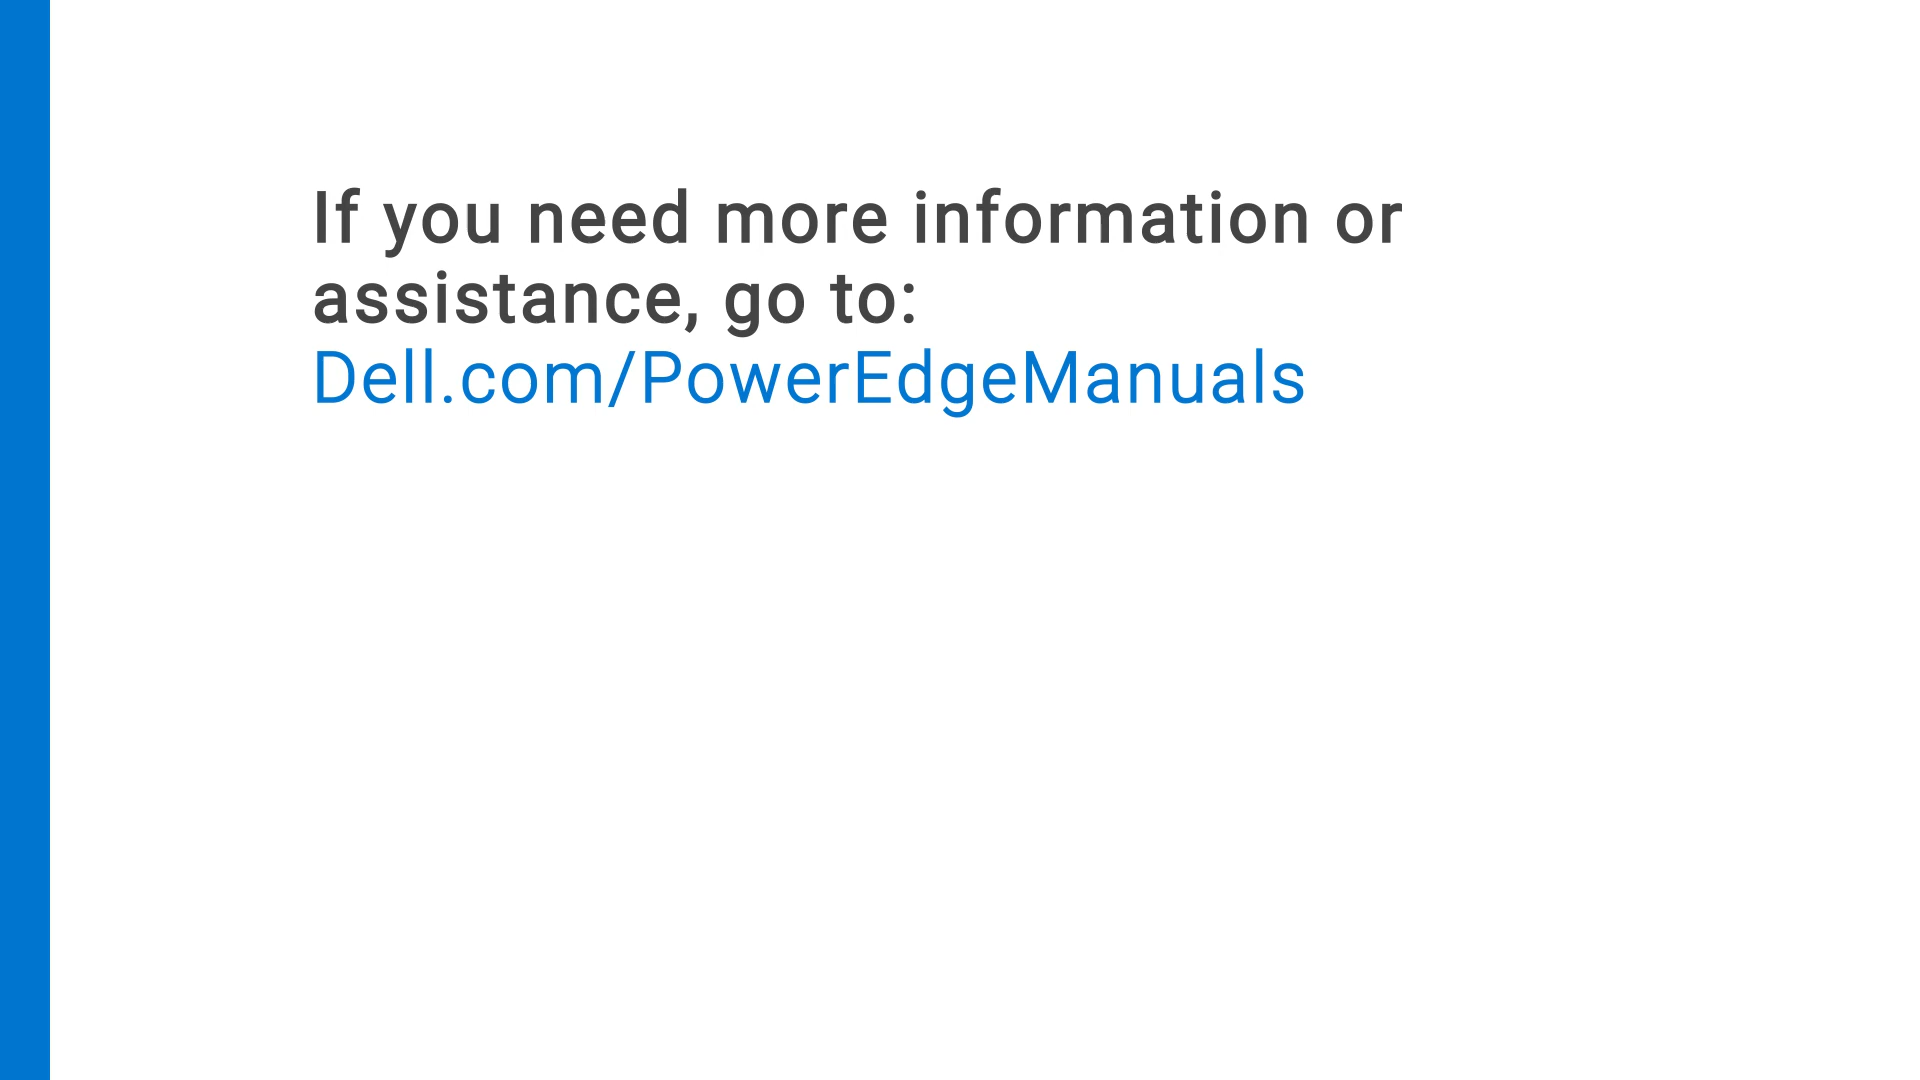 If you need more information or
assistance, go to:
Dell.com/PowerEdgeManuals